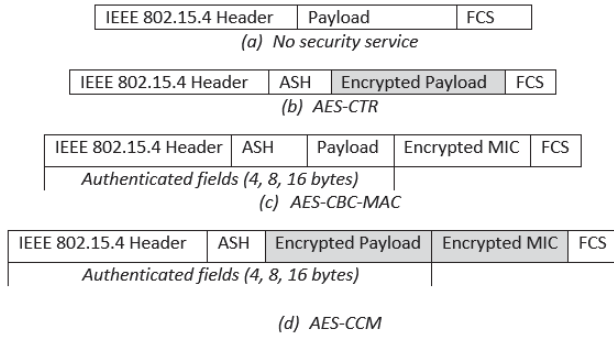 IEEE 802.15.4 Header Payload FCS
(a) No security service
IEEE 802.15.4 Header ASH Encrypted Payload FCS
(b) AES-CTR
IEEE 802.15.4 Header ASH Payload Encrypted MIC FCS
Authenticated fields (4, 8, 16 bytes)
(c) AES-CBC-MAC
IEEE 802.15.4 Header ASH Encrypted Payload Encrypted MIC FCS
Authenticated fields (4, 8, 16 bytes)
(d) AES-CCM